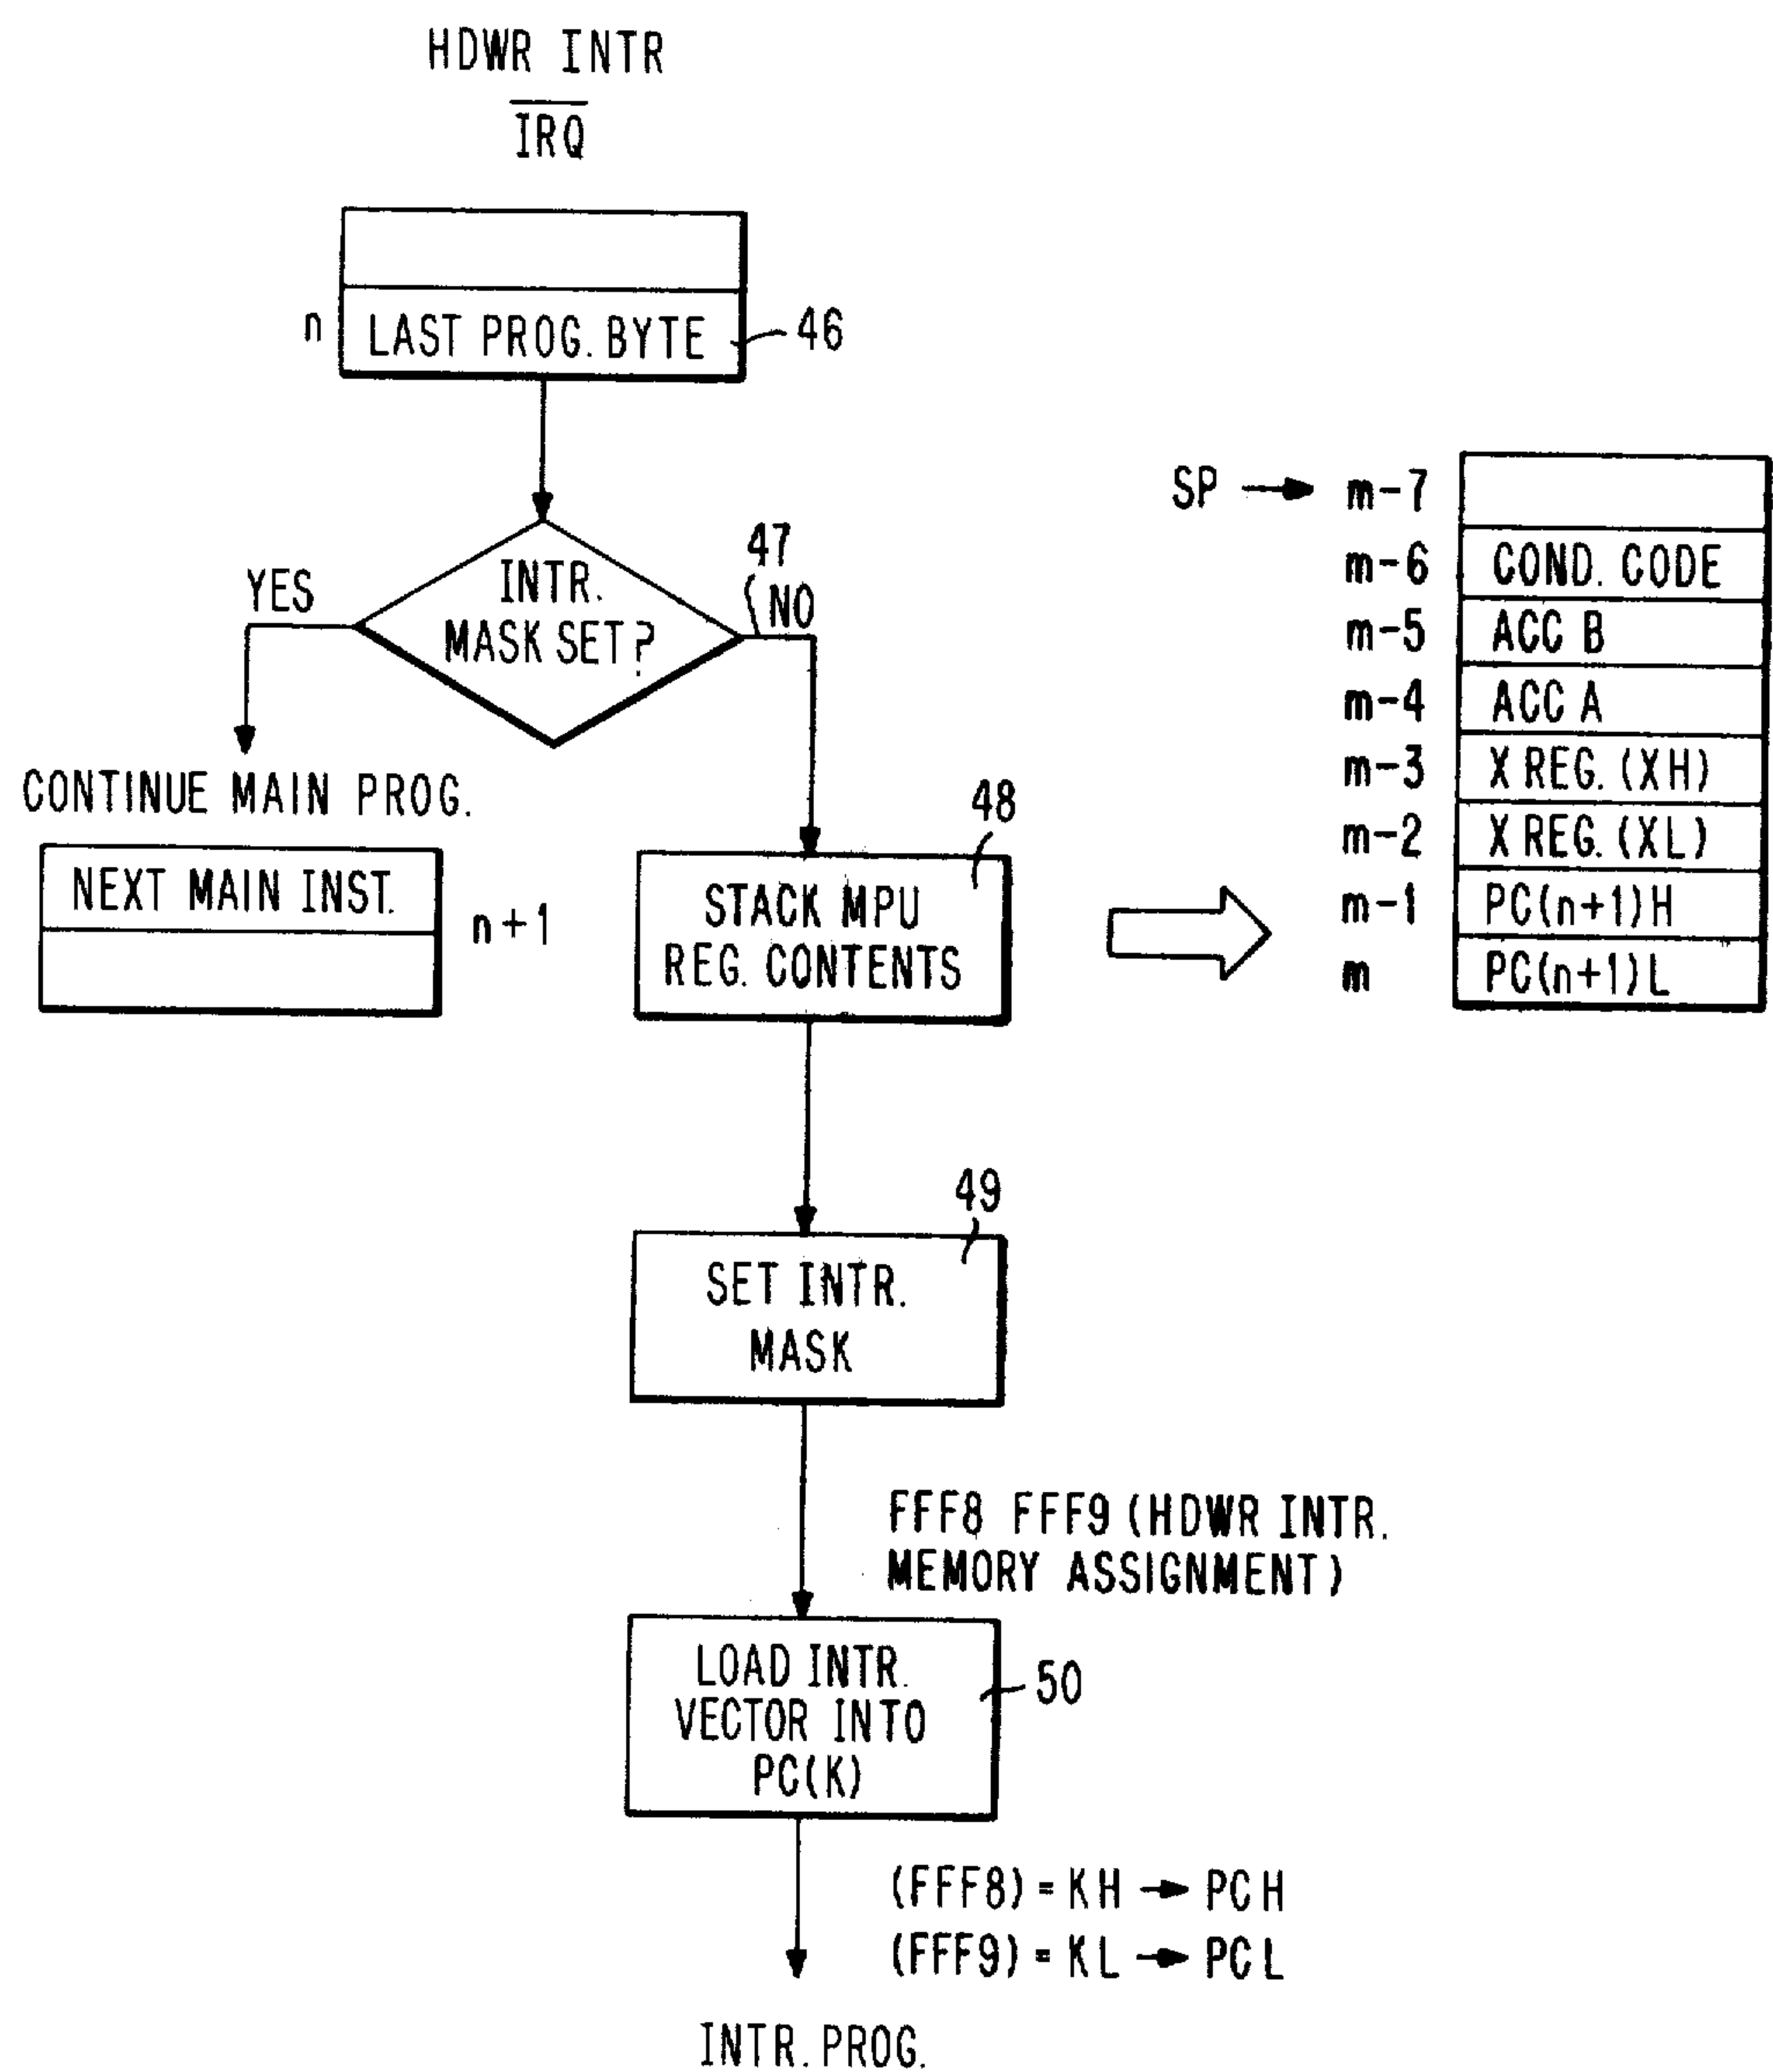 HDWR INTR
IRQ
n
LAST PROG. BYTE
46
INTR.
MASK SET?
YES
47
NO
CONTINUE MAIN PROG.
NEXT MAIN INST.
n+1
48
STACK MPU
REG. CONTENTS
SP → m-7
m-6 COND. CODE
m-5 ACC B
m-4 ACC A
m-3 X REG. (XH)
m-2 X REG. (XL)
m-1 PC(n+1)H
m PC(n+1)L
49
SET INTR.
MASK
FFF8 FFF9 (HDWR INTR.
MEMORY ASSIGNMENT)
LOAD INTR.
VECTOR INTO
PC(K)
50
(FFF8) = KH → PCH
(FFF9) = KL → PCL
INTR. PROG.